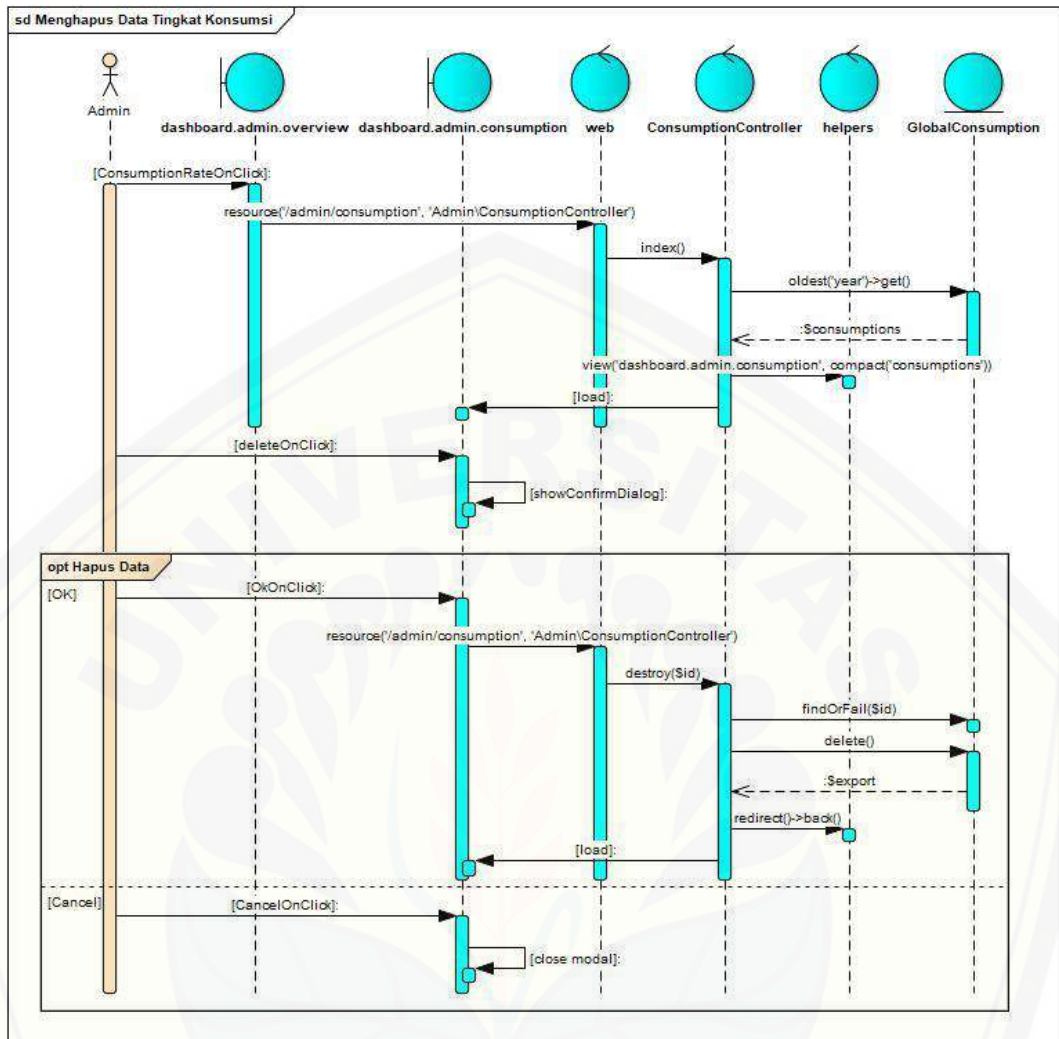 sd Menghapus Data Tingkat Konsumsi
Admin
dashboard.admin.overview
dashboard.admin.consumption
web
ConsumptionController
helpers
GlobalConsumption
[ConsumptionRateOnClick]:
resource('/admin/consumption', 'Admin\ConsumptionController')
index()
oldest('year')->get()
:$consumptions
view('dashboard.admin.consumption', compact('consumptions'))
[load]:
[deleteOnClick]:
[showConfirmDialog]:
opt Hapus Data
[OK]
[OkOnClick]:
resource('/admin/consumption', 'Admin\ConsumptionController')
destroy($id)
findOrFail($id)
delete()
:$export
redirect()->back()
[load]:
[Cancel]
[CancelOnClick]:
[close modal]:
UNIVERSITAS